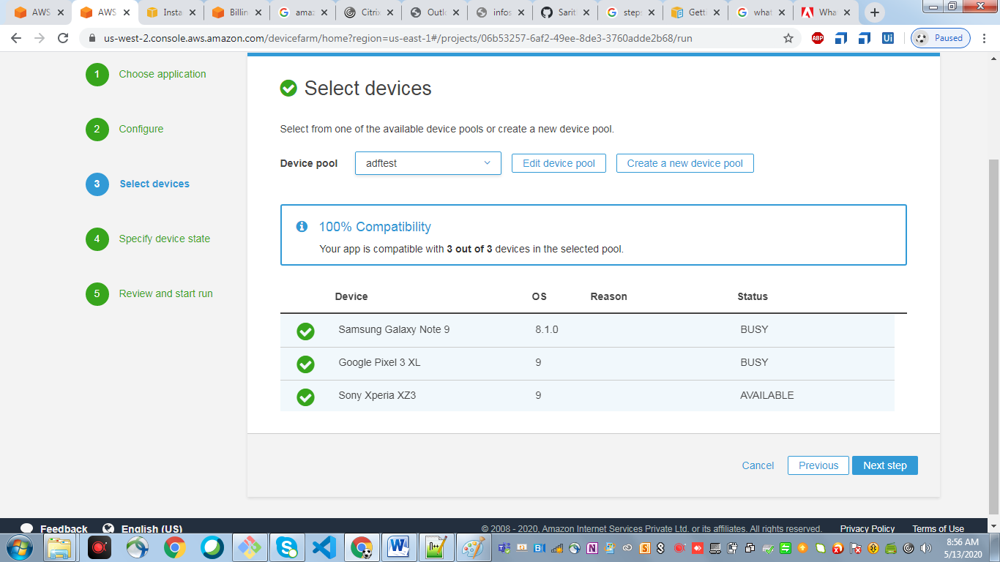 AWS
AWS
Insta
Billin
amaz
Citrix
Outlo
infos
Sarit
step
Gett
what
Wha
us-west-2.console.aws.amazon.com/devicefarm/home?region=us-east-1#/projects/06b53257-6af2-49ee-8de3-3760adde2b68/run
ABP
Ui
Paused
1 Choose application
2 Configure
3 Select devices
4 Specify device state
5 Review and start run
Select devices
Select from one of the available device pools or create a new device pool.
Device pool adftest Edit device pool Create a new device pool
100% Compatibility
Your app is compatible with 3 out of 3 devices in the selected pool.
Device OS Reason Status
Samsung Galaxy Note 9 8.1.0 BUSY
Google Pixel 3 XL 9 BUSY
Sony Xperia XZ3 9 AVAILABLE
Cancel Previous Next step
Feedback English (US) © 2008 - 2020, Amazon Internet Services Private Ltd. or its affiliates. All rights reserved. Privacy Policy Terms of Use
8:56 AM
5/13/2020